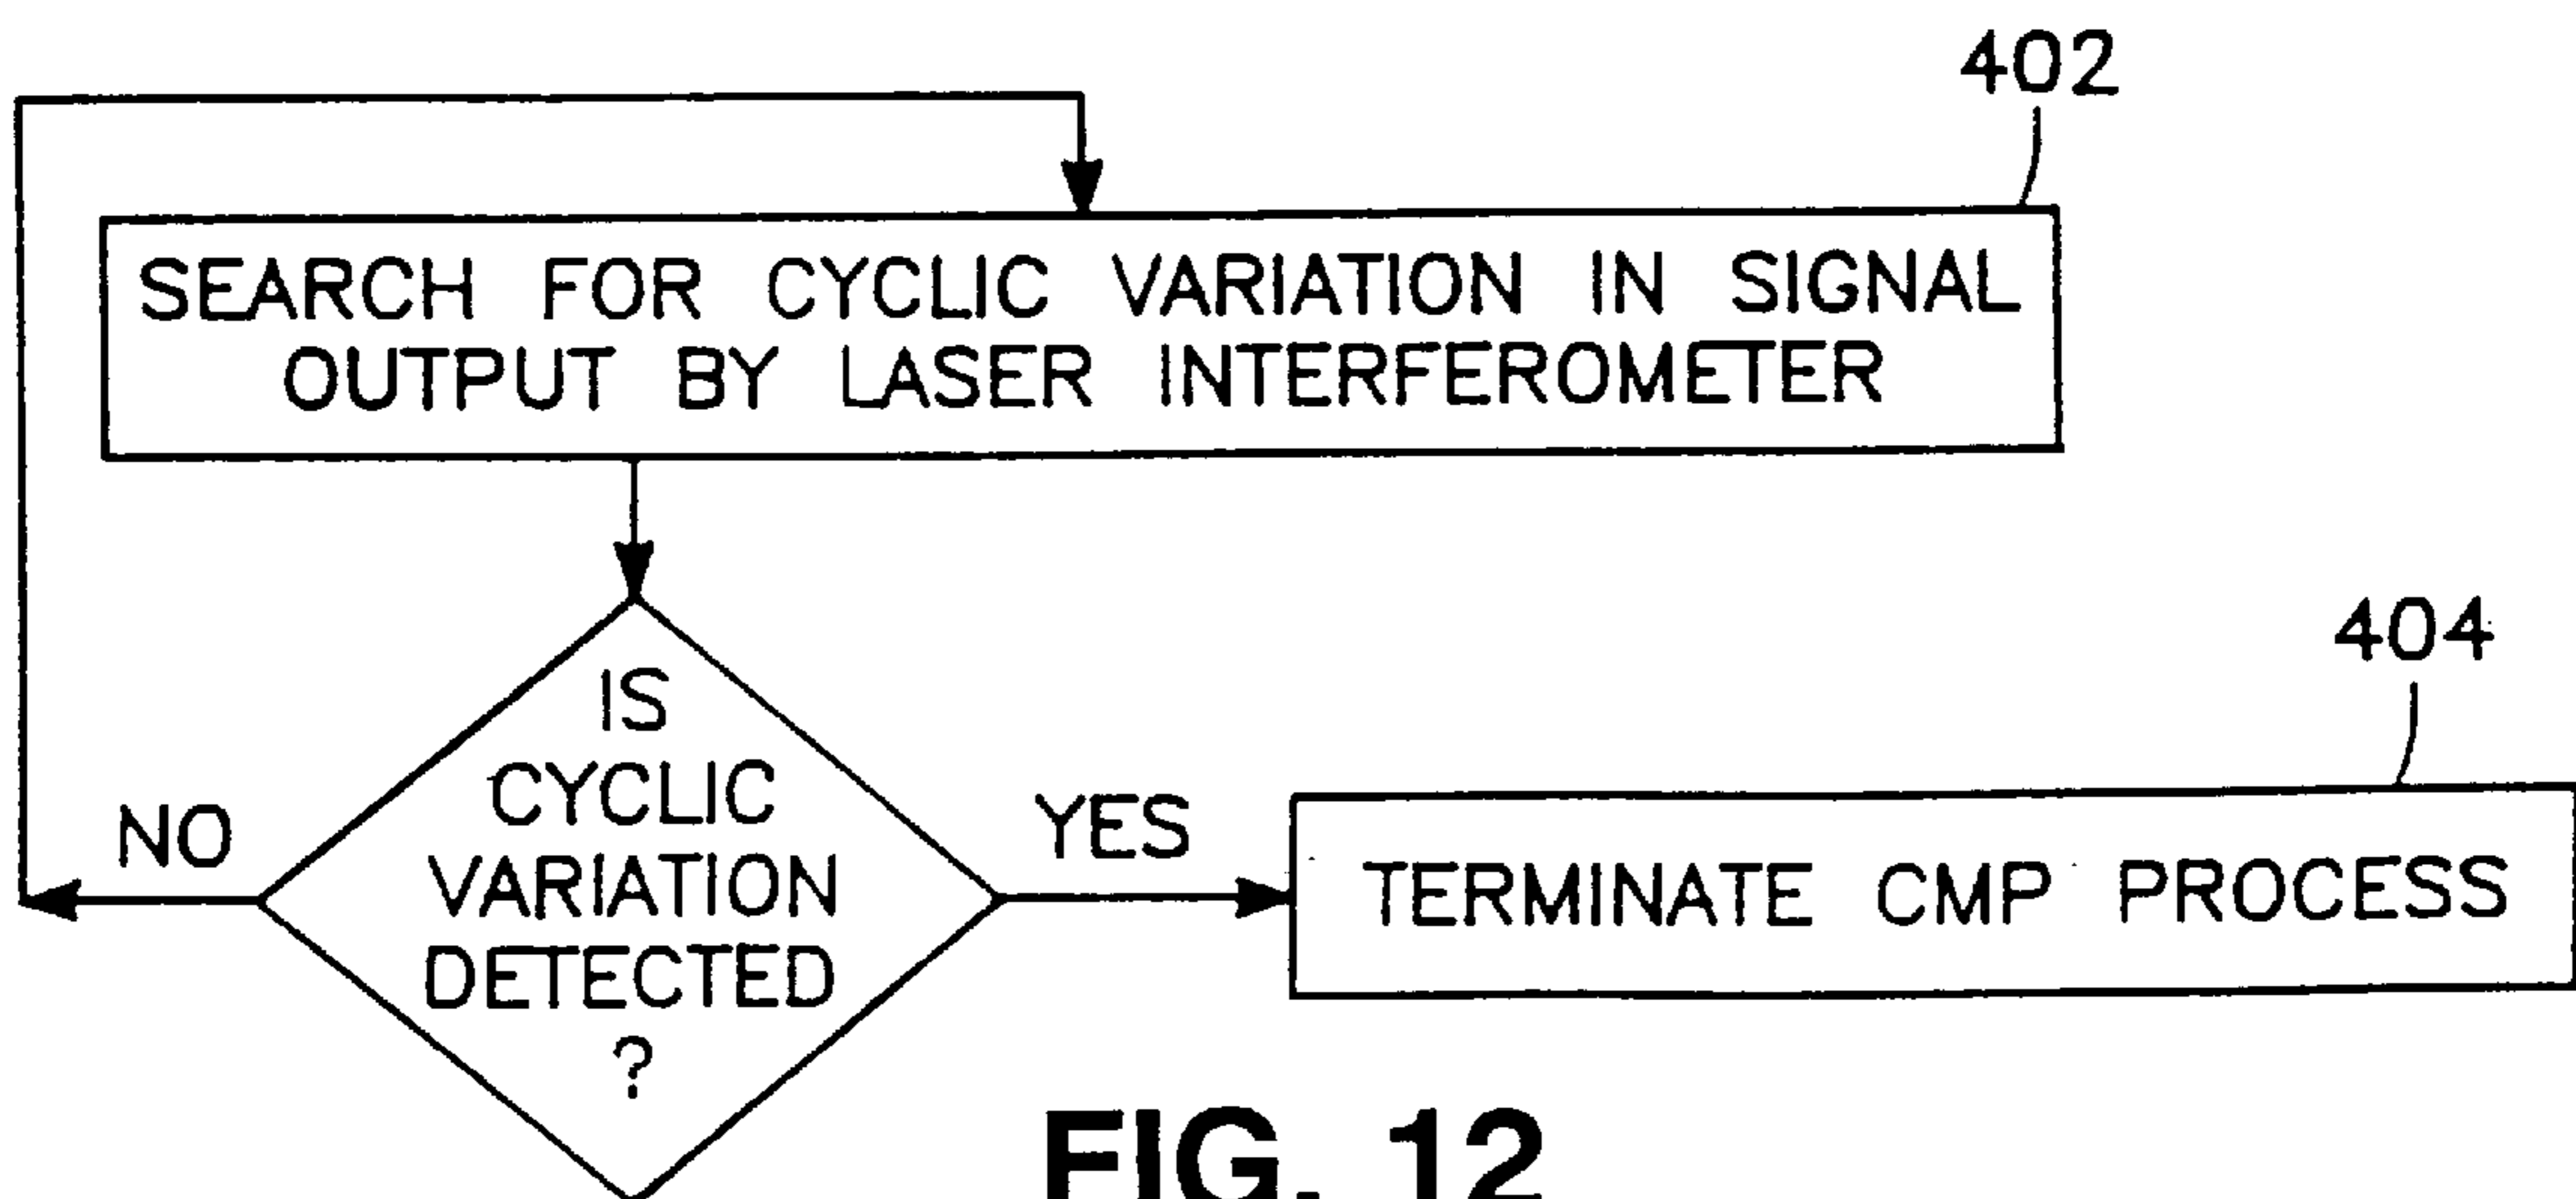 402
SEARCH FOR CYCLIC VARIATION IN SIGNAL
OUTPUT BY LASER INTERFEROMETER
404
IS
CYCLIC
VARIATION
DETECTED
?
NO
YES
TERMINATE CMP PROCESS
FIG. 12